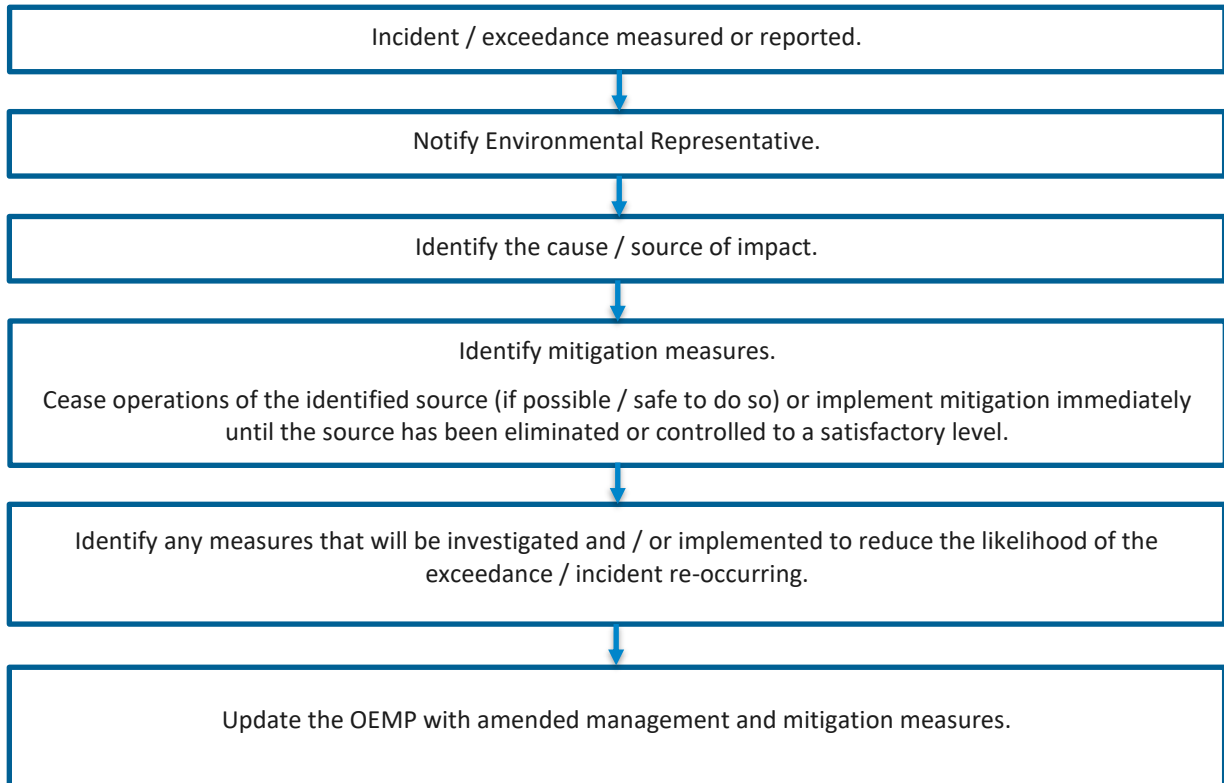 Incident / exceedance measured or reported.
Notify Environmental Representative.
Identify the cause / source of impact.
Identify mitigation measures.
Cease operations of the identified source (if possible / safe to do so) or implement mitigation immediately
until the source has been eliminated or controlled to a satisfactory level.
Identify any measures that will be investigated and / or implemented to reduce the likelihood of the
exceedance / incident re-occurring.
Update the OEMP with amended management and mitigation measures.